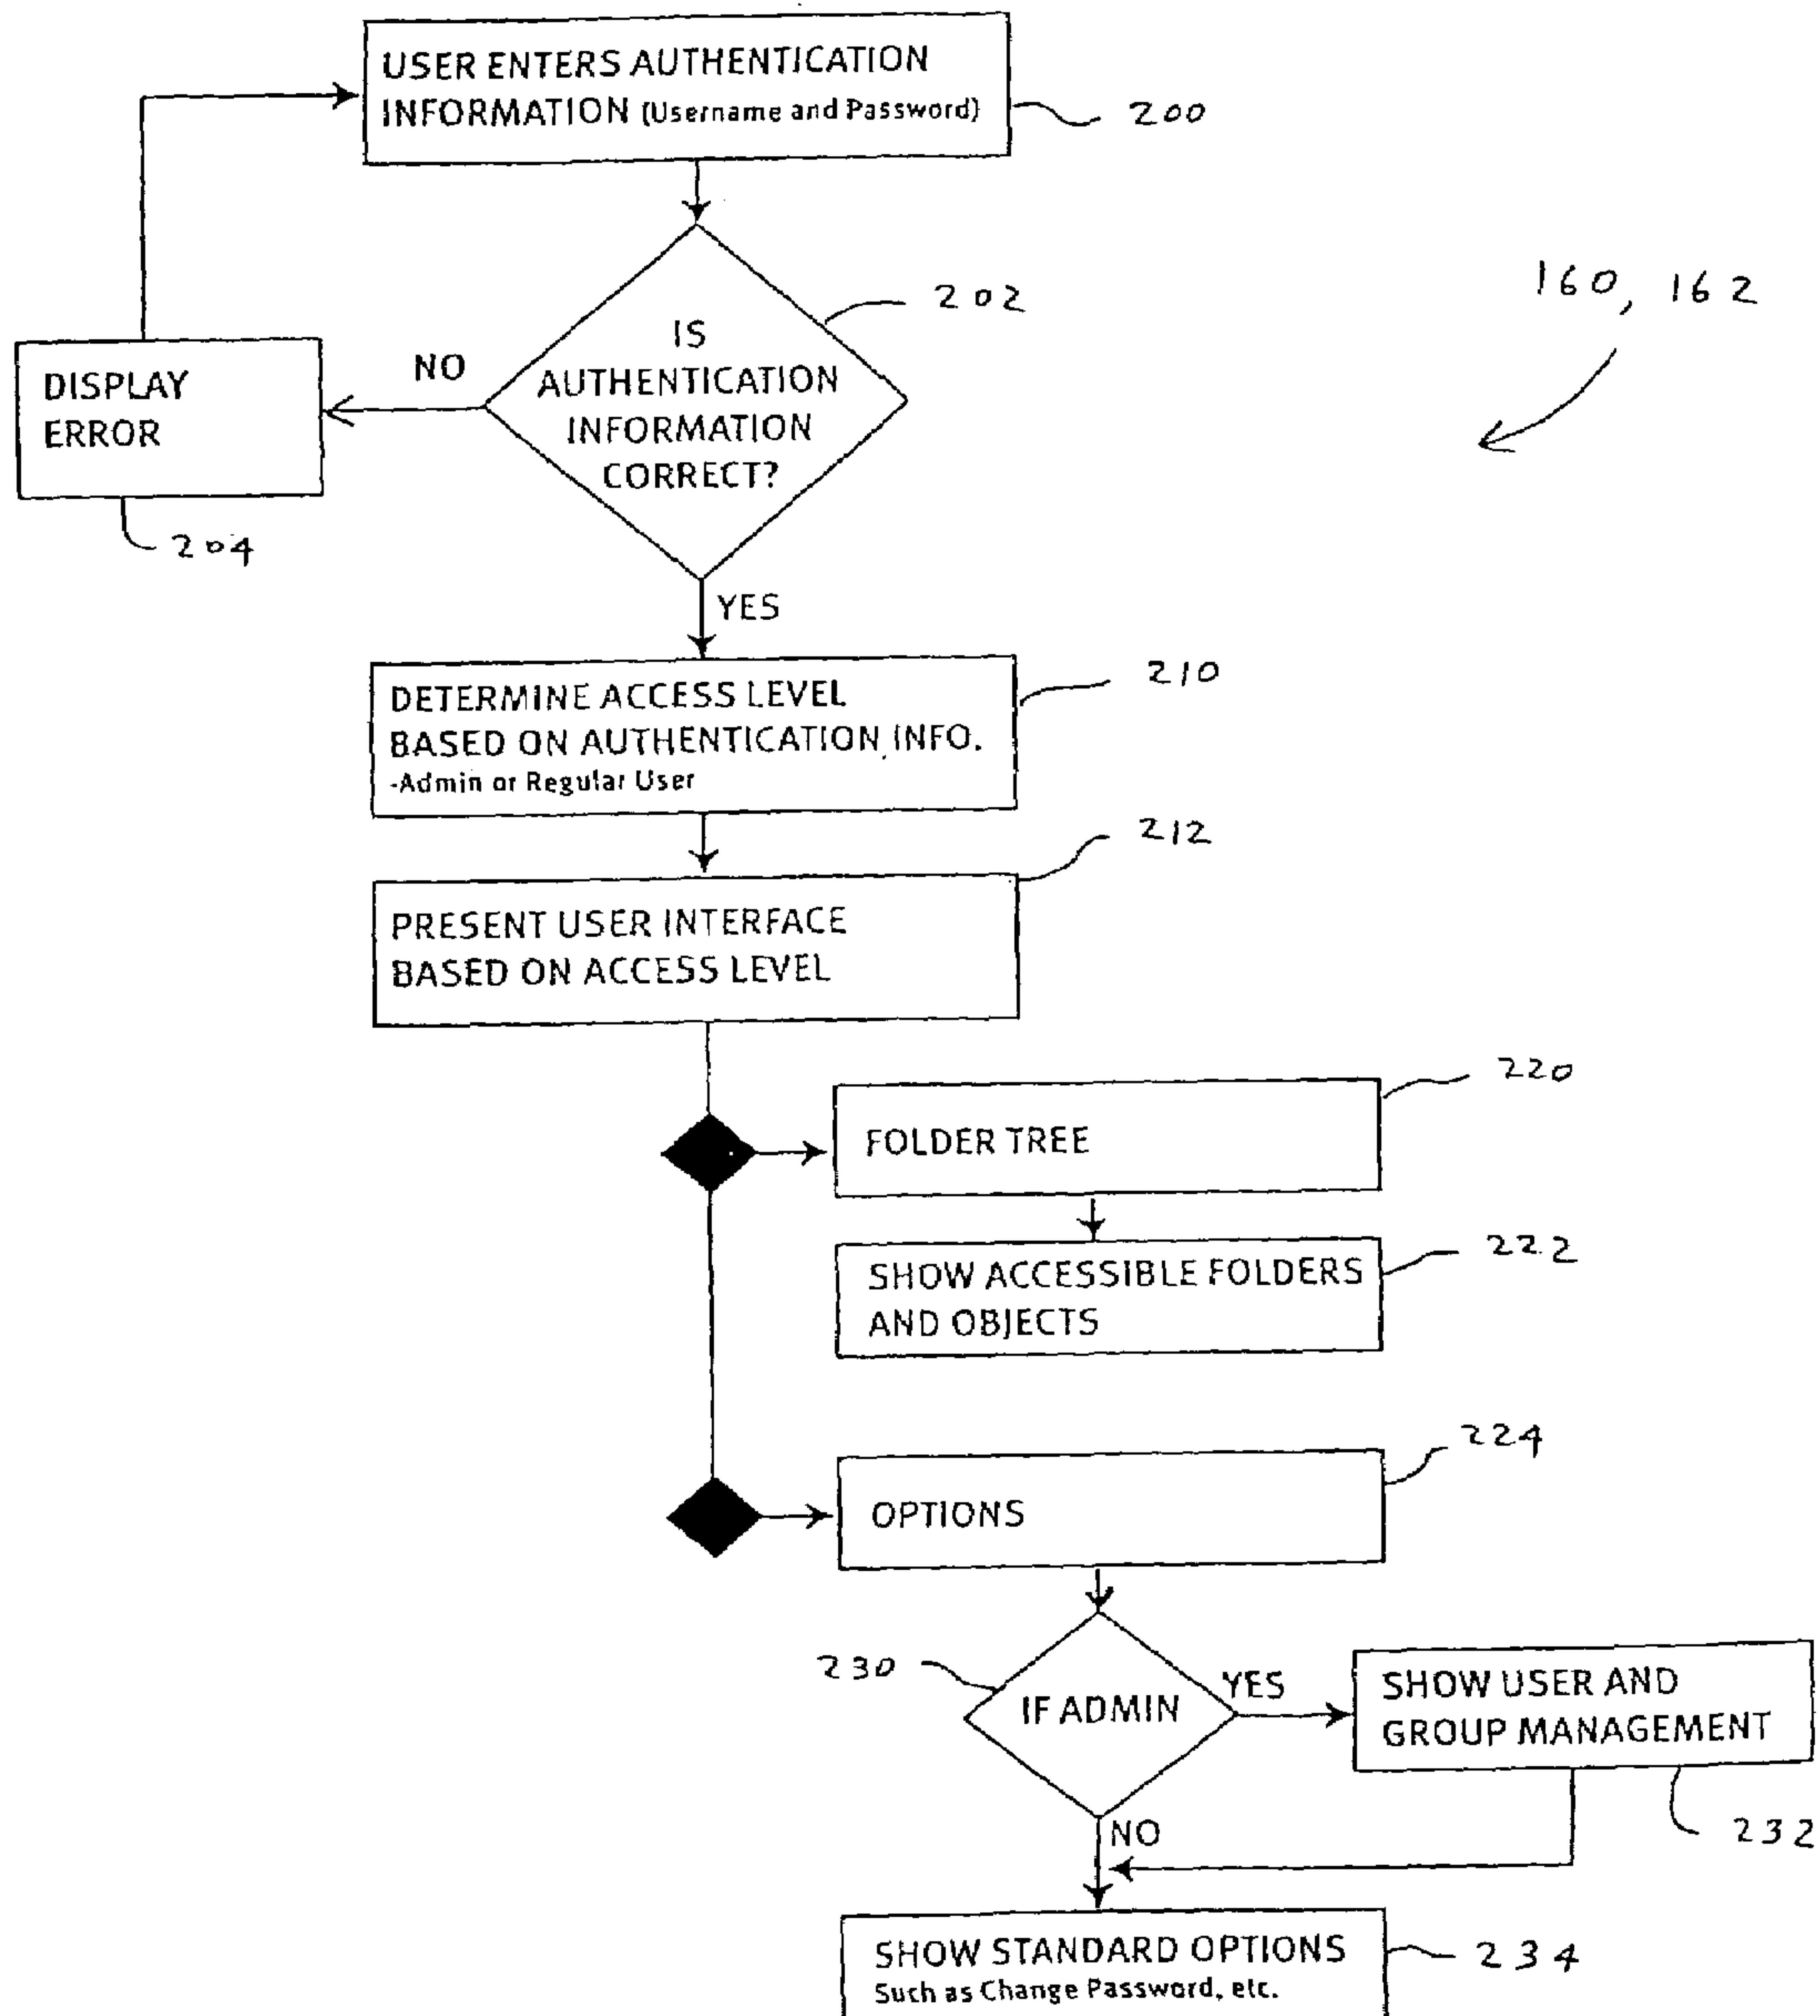 USER ENTERS AUTHENTICATION
INFORMATION (Username and Password)
200
202
160, 162
IS
AUTHENTICATION
INFORMATION
CORRECT?
NO
DISPLAY
ERROR
204
YES
210
DETERMINE ACCESS LEVEL
BASED ON AUTHENTICATION INFO.
-Admin or Regular User
212
PRESENT USER INTERFACE
BASED ON ACCESS LEVEL
220
FOLDER TREE
222
SHOW ACCESSIBLE FOLDERS
AND OBJECTS
224
OPTIONS
230
IF ADMIN
YES
SHOW USER AND
GROUP MANAGEMENT
232
NO
SHOW STANDARD OPTIONS
Such as Change Password, etc.
234